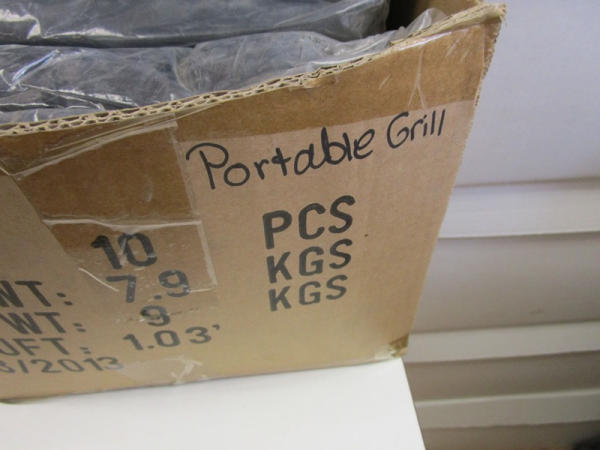 Portable Grill
10 PCS
WT: 7.9 KGS
WT: 9 KGS
UFT: 1.03'
/2013